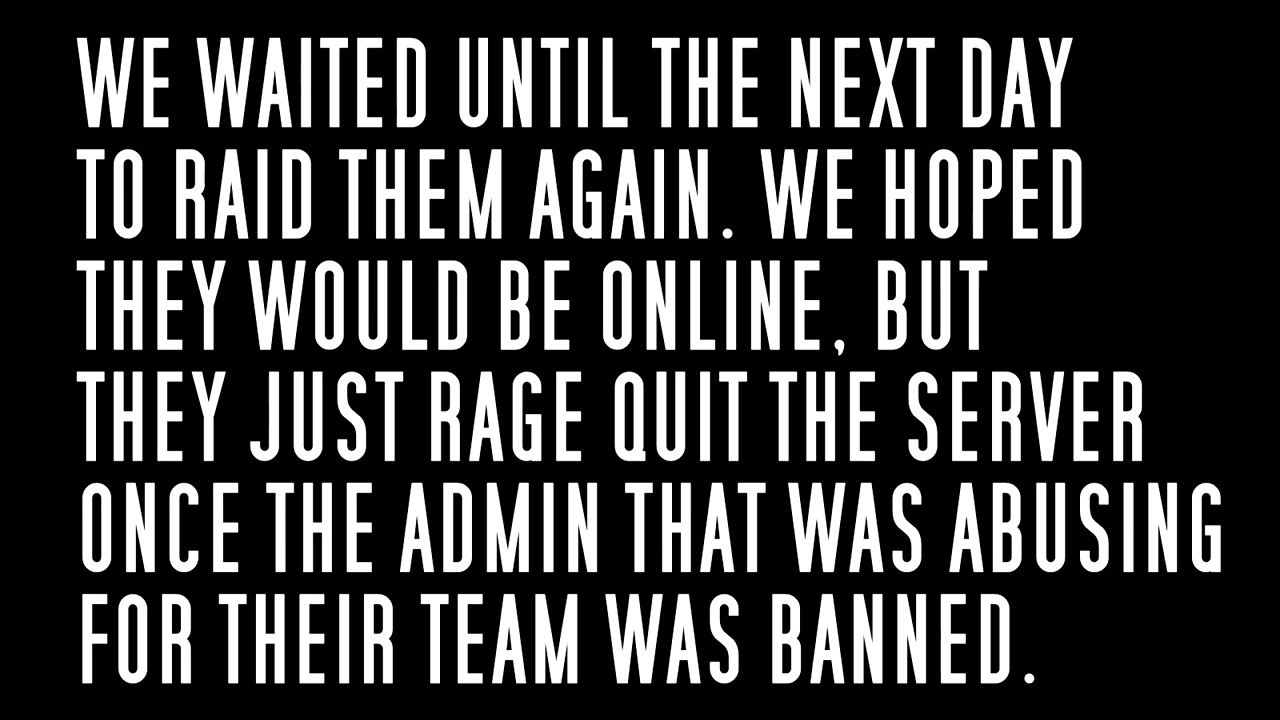 WE WAITED UNTIL THE NEXT DAY
TO RAID THEM AGAIN. WE HOPED
THEY WOULD BE ONLINE, BUT
THEY JUST RAGE QUIT THE SERVER
ONCE THE ADMIN THAT WAS ABUSING
FOR THEIR TEAM WAS BANNED.